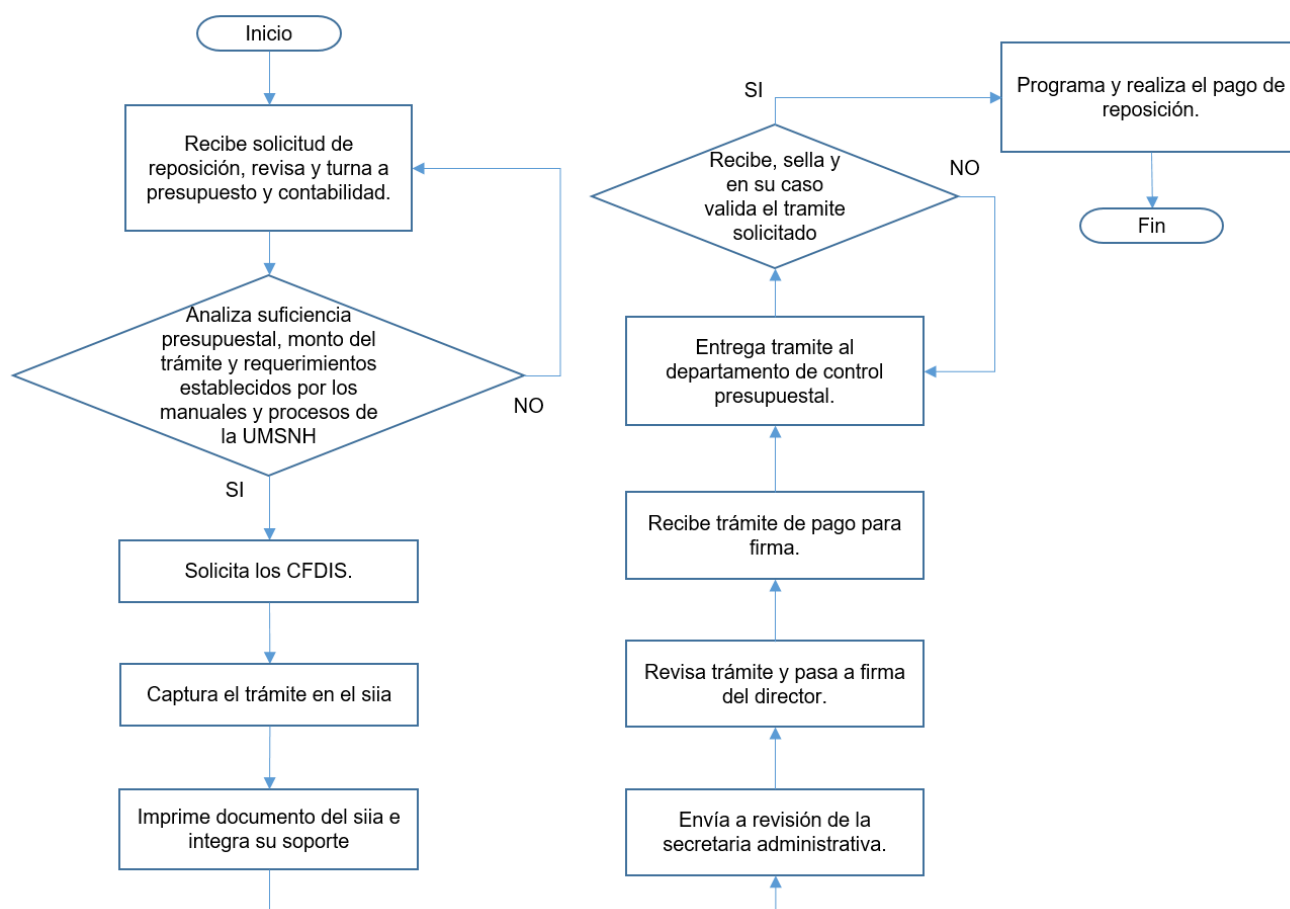 Inicio
Recibe solicitud de
reposición, revisa y turna a
presupuesto y contabilidad.
Analiza suficiencia
presupuestal, monto del
trámite y requerimientos
establecidos por los
manuales y procesos de
la UMSNH
NO
SI
Solicita los CFDIS.
Captura el trámite en el siia
Imprime documento del siia e
integra su soporte
Envía a revisión de la
secretaria administrativa.
Revisa trámite y pasa a firma
del director.
Recibe trámite de pago para
firma.
Entrega tramite al
departamento de control
presupuestal.
Recibe, sella y
en su caso
valida el tramite
solicitado
NO
SI
Programa y realiza el pago de
reposición.
Fin